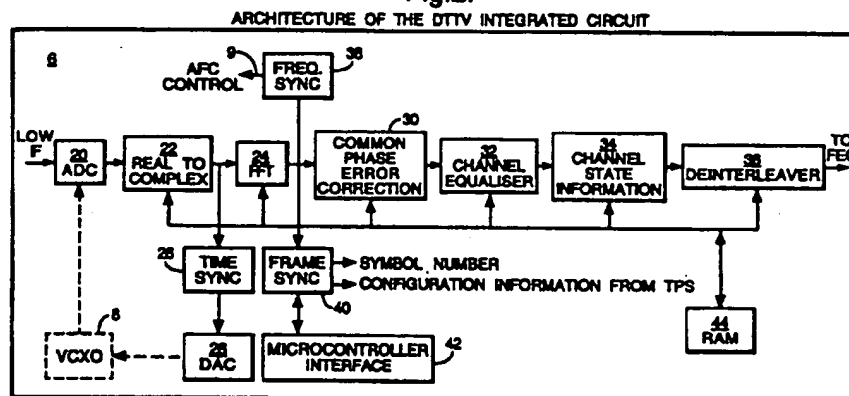 ARCHITECTURE OF THE DTTV INTEGRATED CIRCUIT
6
9
38
AFC CONTROL
FREQ. SYNC
LOW
F
20 ADC
22 REAL TO COMPLEX
24 FFT
30
COMMON PHASE ERROR CORRECTION
32 CHANNEL EQUALISER
34 CHANNEL STATE INFORMATION
36 DEINTERLEAVER
TO FEC
26
TIME SYNC
FRAME SYNC
40
SYMBOL NUMBER
CONFIGURATION INFORMATION FROM TPS
8
VCXO
28 DAC
MICROCONTROLLER INTERFACE
42
44 RAM